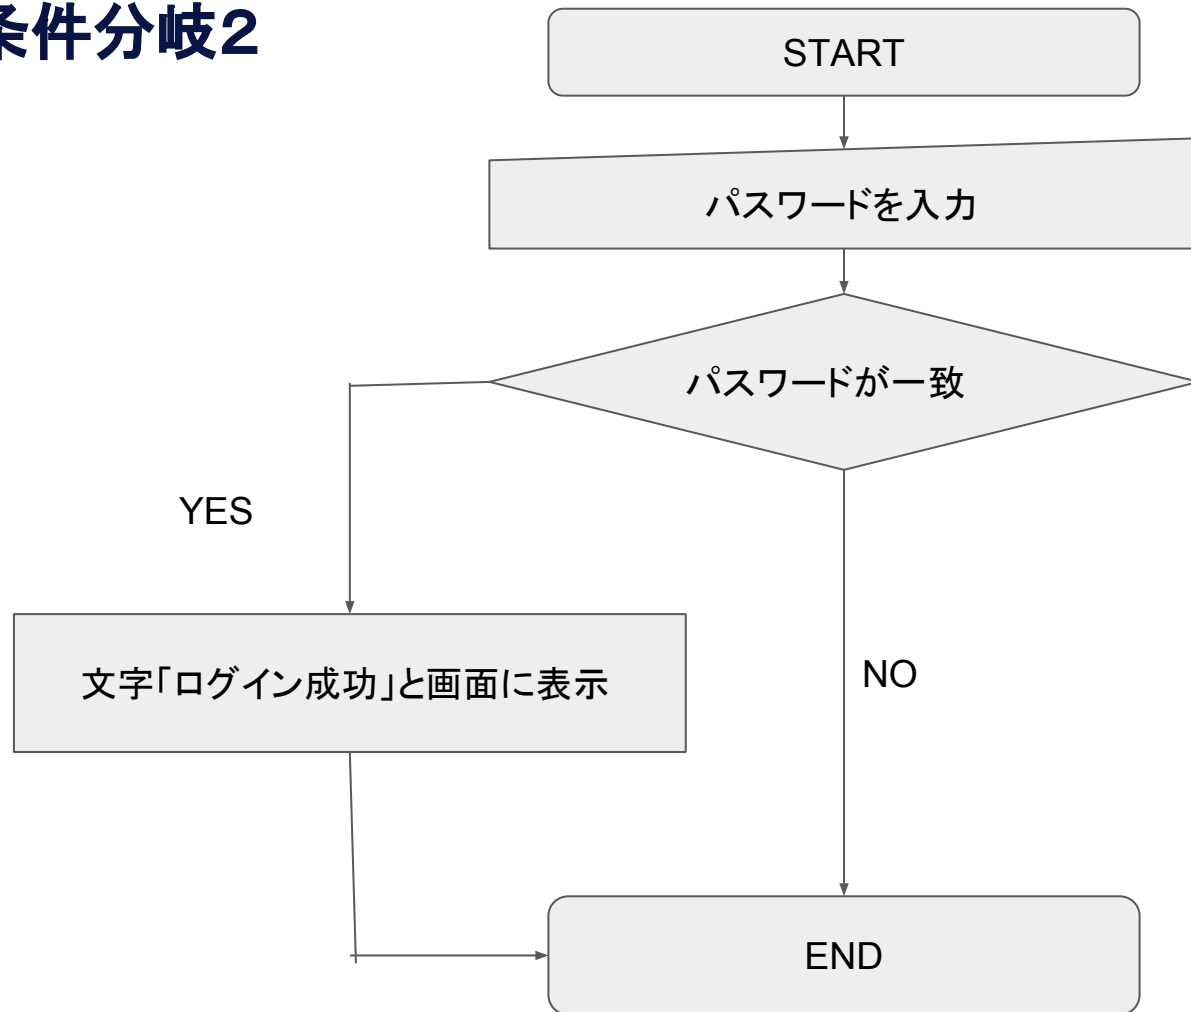 条件分岐２
START
パスワードを入力
パスワードが一致
YES
文字「ログイン成功」と画面に表示
NO
END